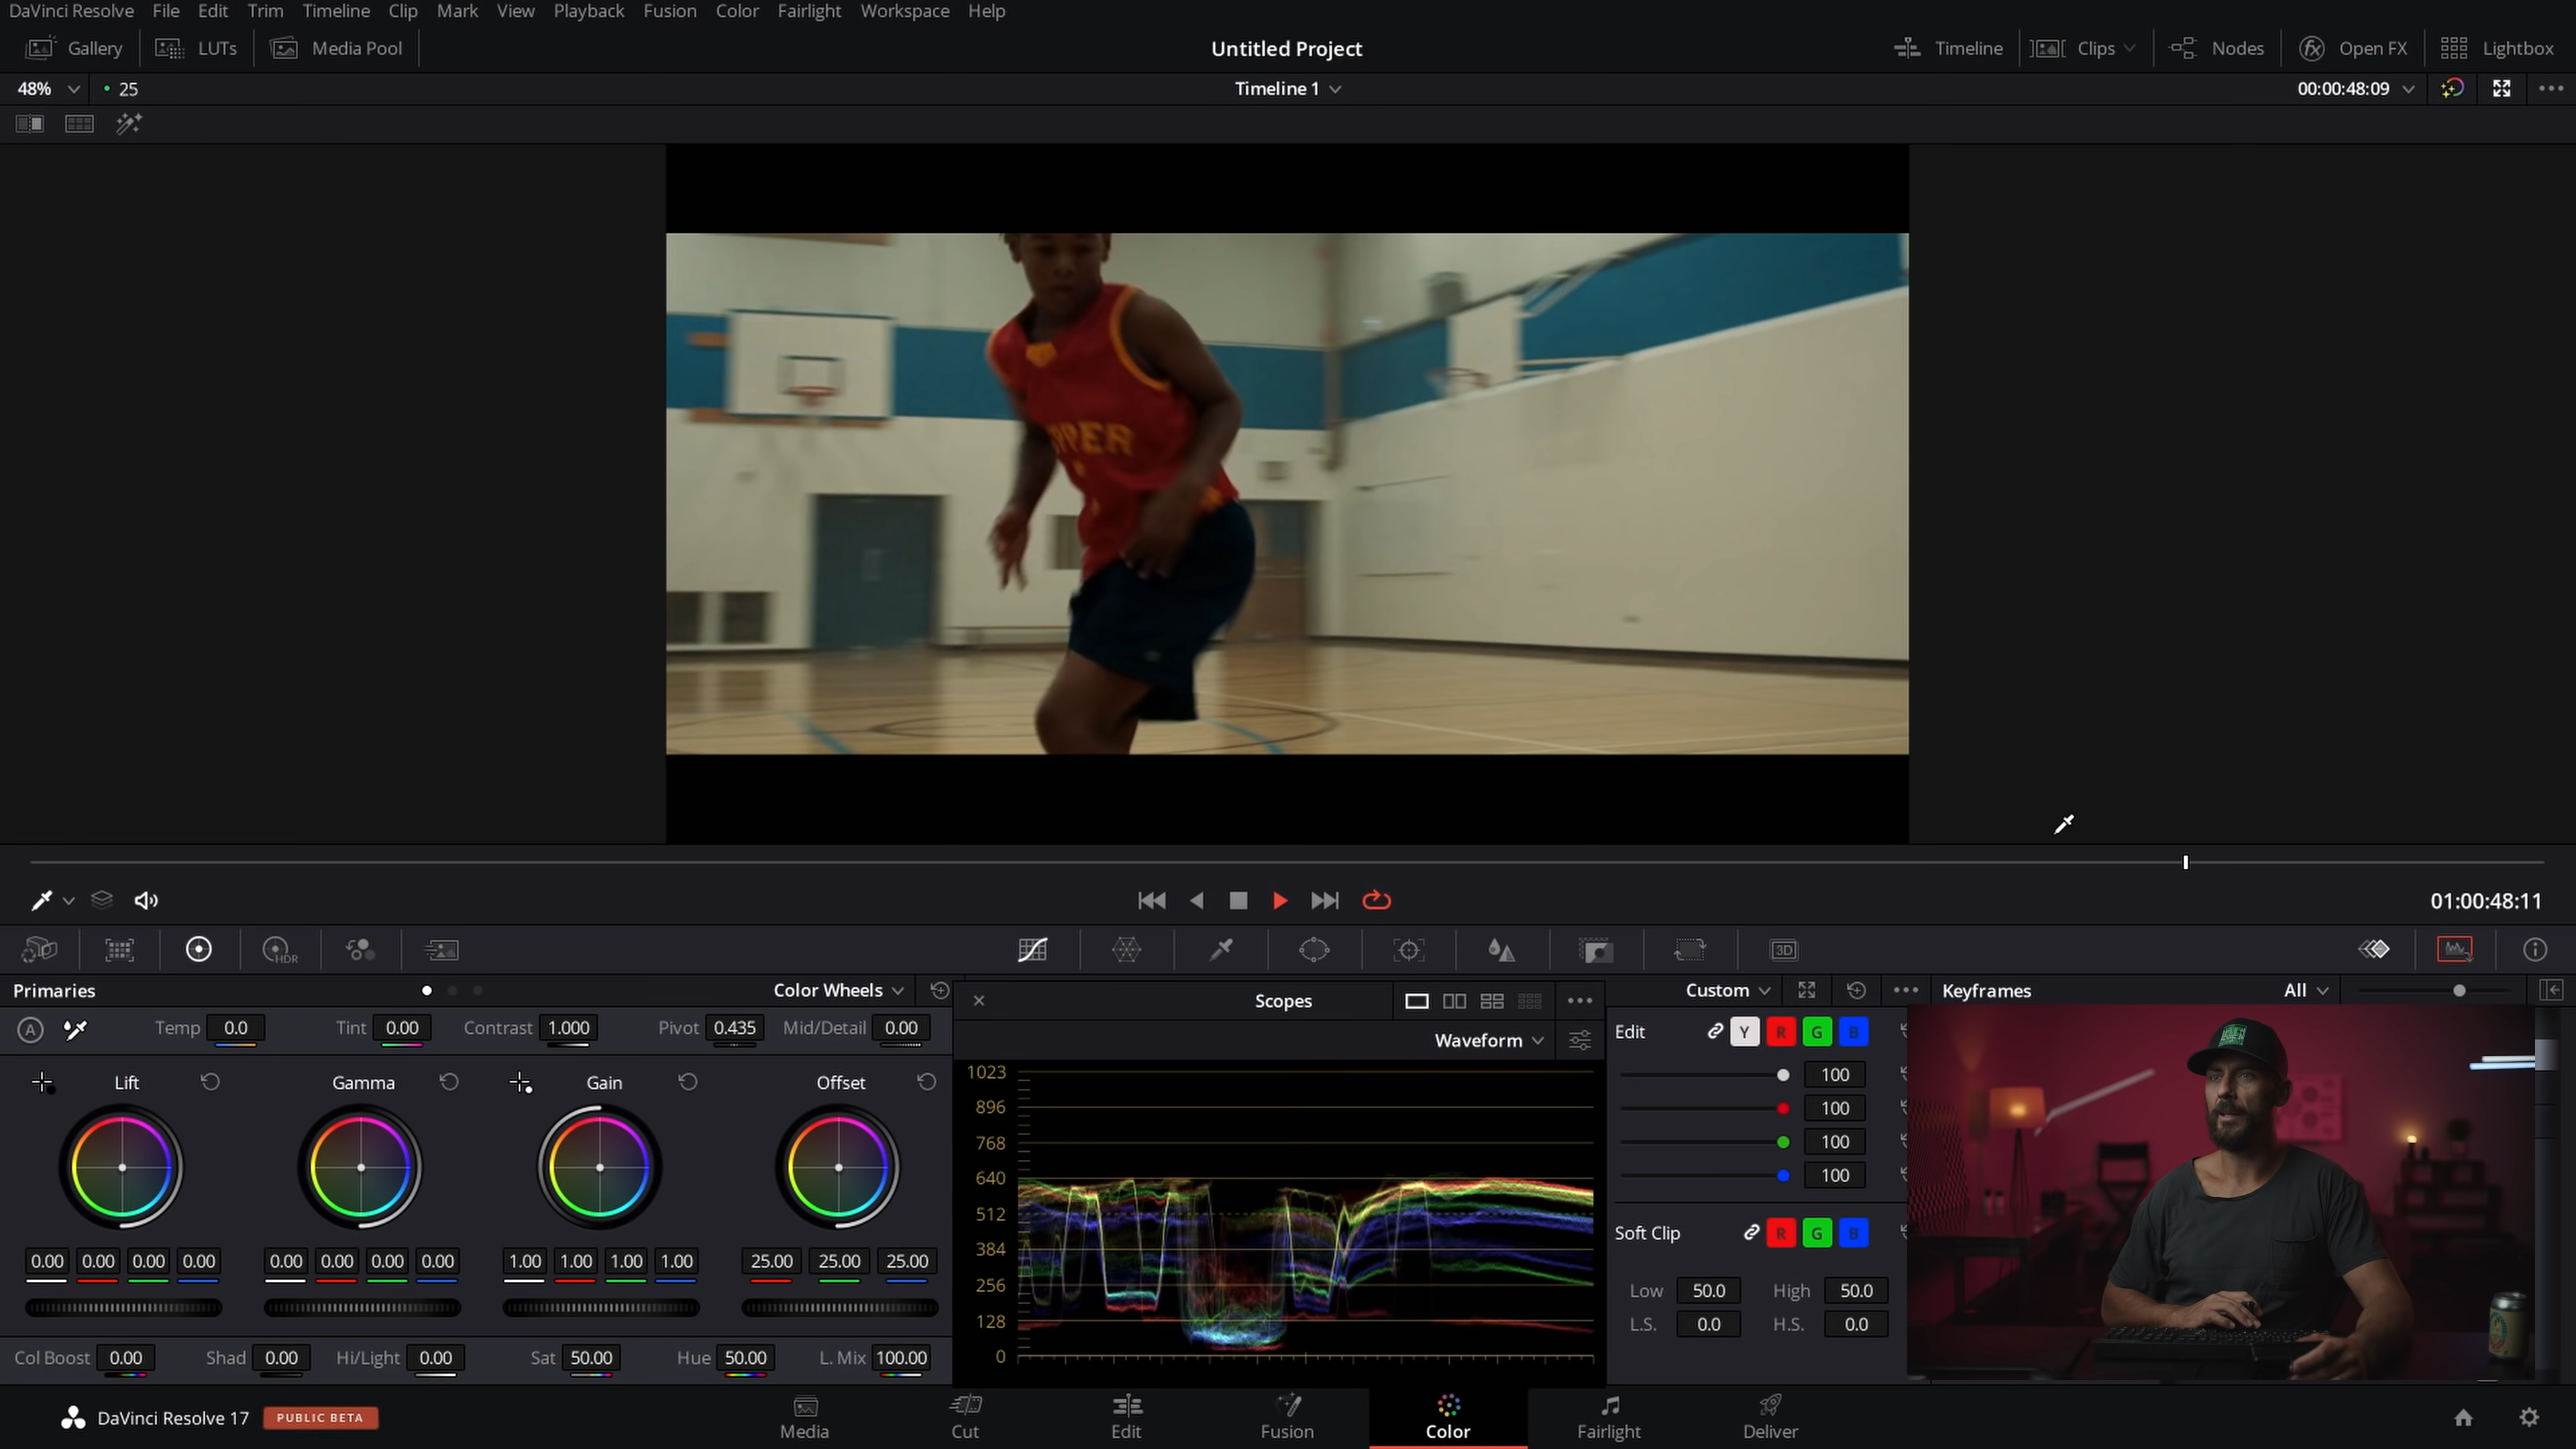 DaVinci Resolve File Edit Trim Timeline Clip Mark View Playback Fusion Color Fairlight Workspace Help
Gallery LUTs Media Pool Untitled Project Timeline Clips Nodes Open FX Lightbox
48% 25 Timeline 1 00:00:48:09
PPER
01:00:48:11
HDR 3D
Primaries Color Wheels Scopes Custom Keyframes All
A Temp 0.0 Tint 0.00 Contrast 1.000 Pivot 0.435 Mid/Detail 0.00 Waveform Edit Y R G B
Lift Gamma Gain Offset
1023
896
768
640
512
384
256
128
0
100
100
100
100
Soft Clip R G B
0.00 0.00 0.00 0.00 0.00 0.00 0.00 0.00 1.00 1.00 1.00 1.00 25.00 25.00 25.00
Low 50.0 High 50.0
L.S. 0.0 H.S. 0.0
Col Boost 0.00 Shad 0.00 Hi/Light 0.00 Sat 50.00 Hue 50.00 L. Mix 100.00
DaVinci Resolve 17 PUBLIC BETA Media Cut Edit Fusion Color Fairlight Deliver